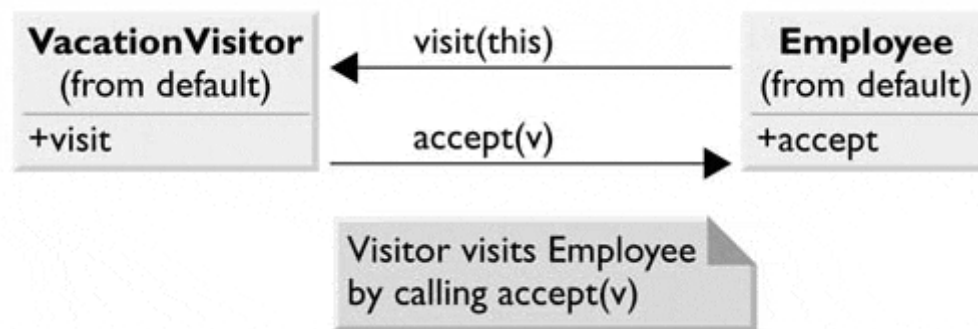 VacationVisitor
(from default)
+visit
visit(this)
accept(v)
Employee
(from default)
+accept
Visitor visits Employee
by calling accept(v)